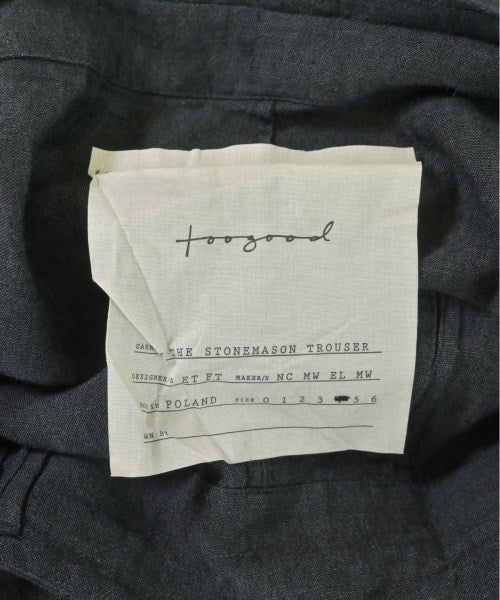 toogood
THE STONEMASON TROUSER
DESIGNER/S ET FT MAKER/S NC MW EL MW
IN POLAND SIZE 0 1 2 3 5 6